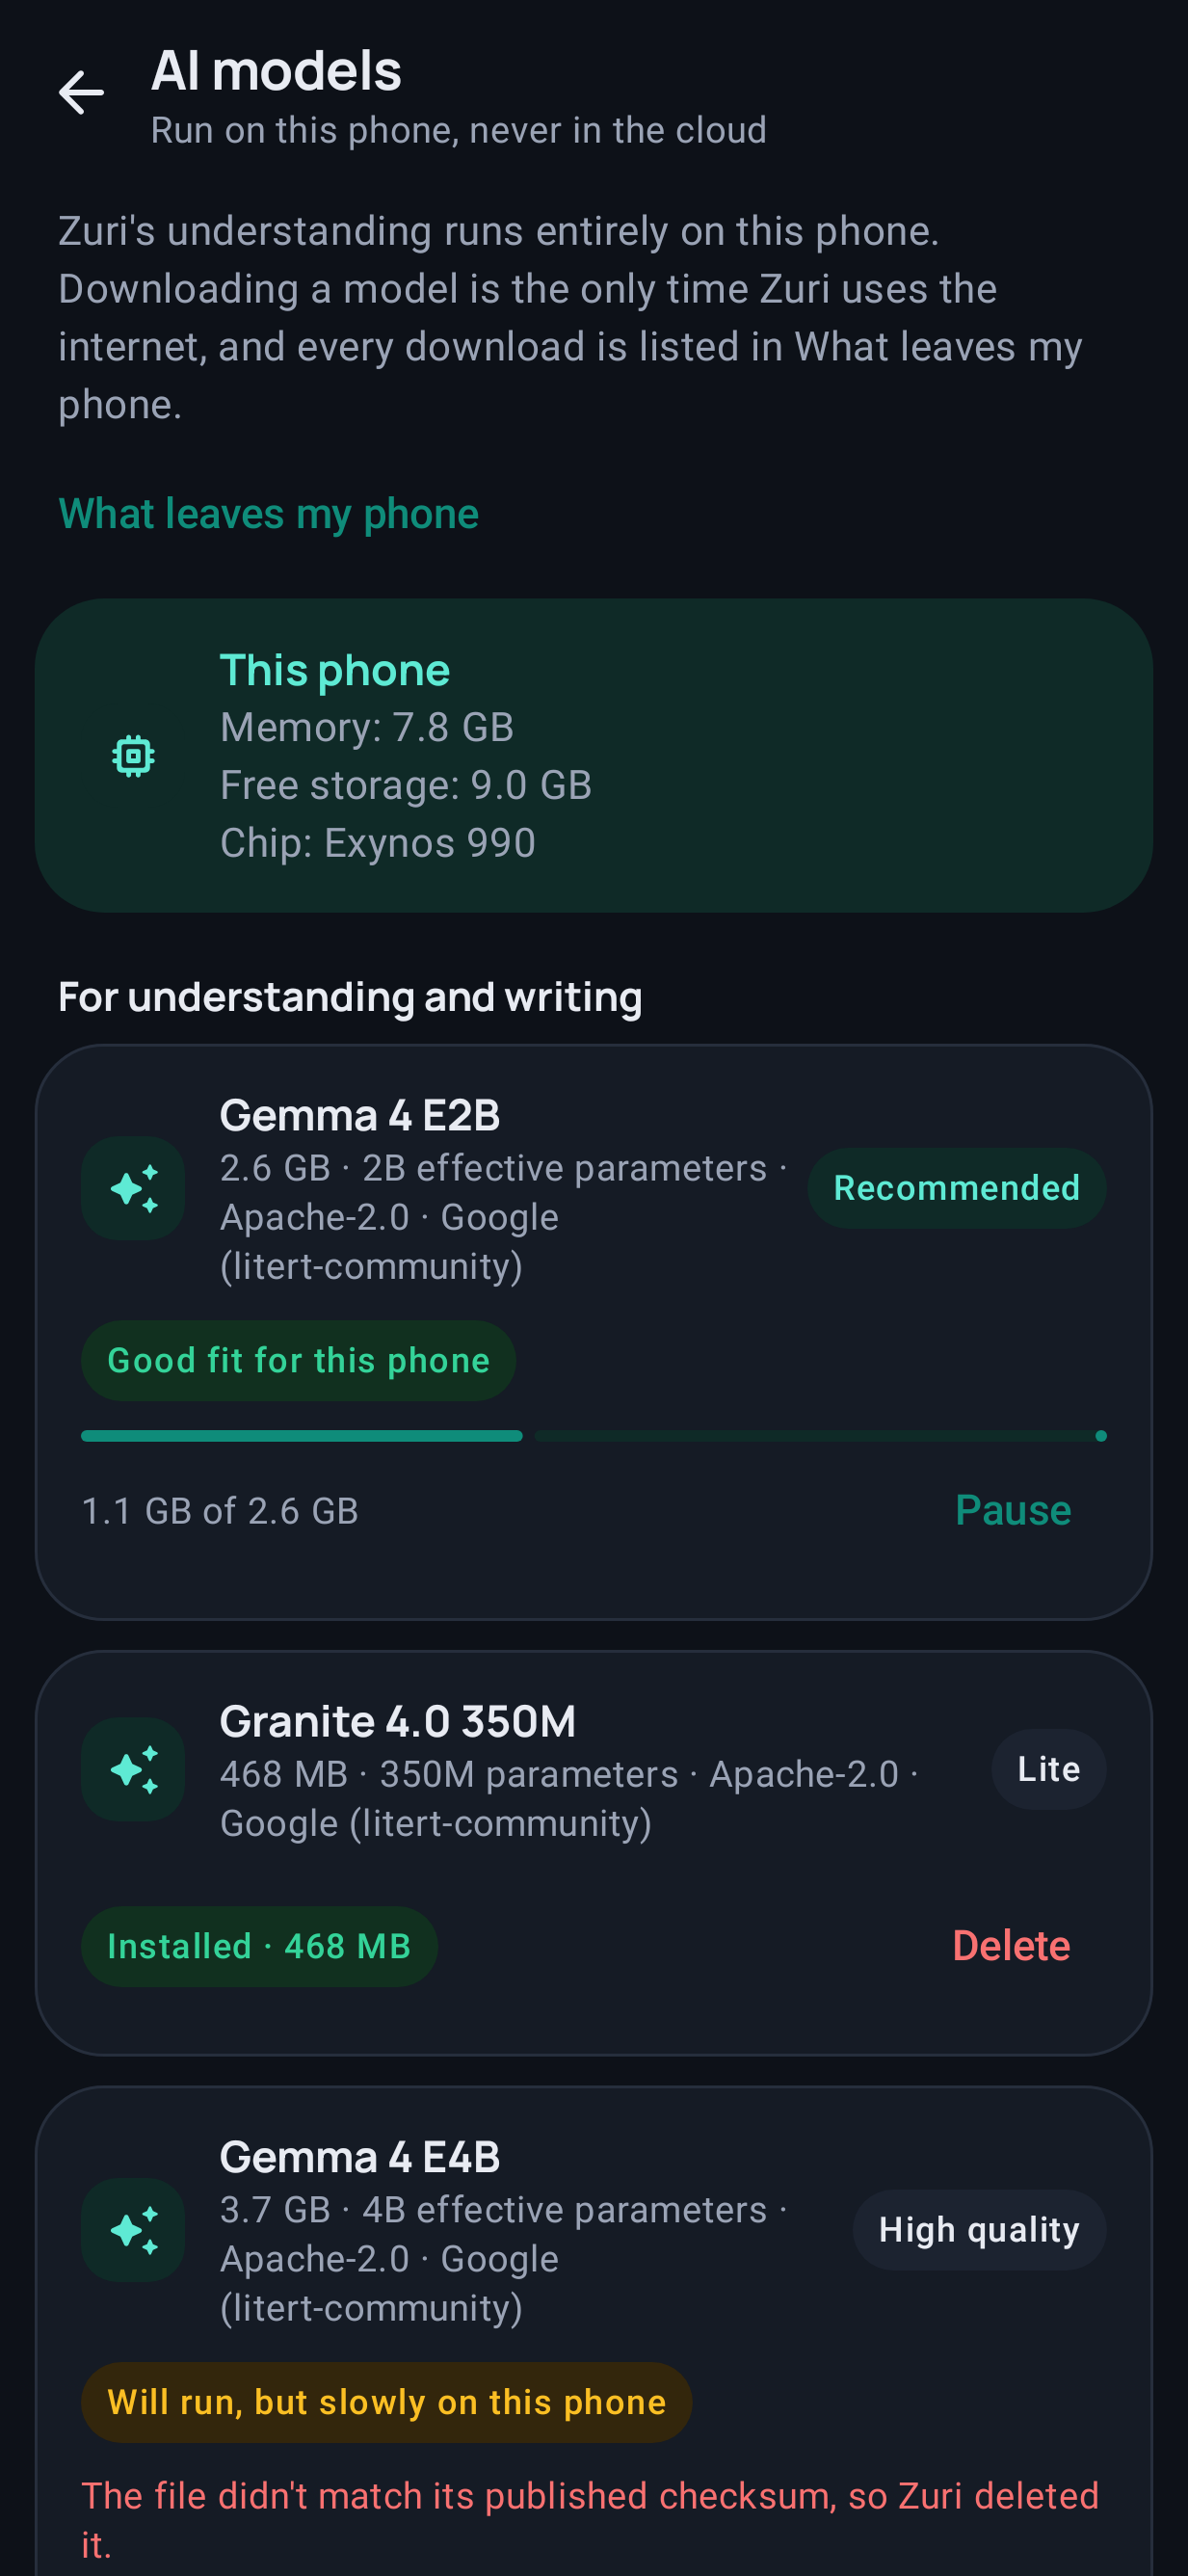 AI models
Run on this phone, never in the cloud
Zuri's understanding runs entirely on this phone.
Downloading a model is the only time Zuri uses the
internet, and every download is listed in What leaves my
phone.
What leaves my phone
This phone
Memory: 7.8 GB
Free storage: 9.0 GB
Chip: Exynos 990
For understanding and writing
Gemma 4 E2B
2.6 GB · 2B effective parameters ·
Apache-2.0 · Google
(litert-community)
Recommended
Good fit for this phone
1.1 GB of 2.6 GB
Pause
Granite 4.0 350M
468 MB · 350M parameters · Apache-2.0 ·
Google (litert-community)
Lite
Installed · 468 MB
Delete
Gemma 4 E4B
3.7 GB · 4B effective parameters ·
Apache-2.0 · Google
(litert-community)
High quality
Will run, but slowly on this phone
The file didn't match its published checksum, so Zuri deleted
it.